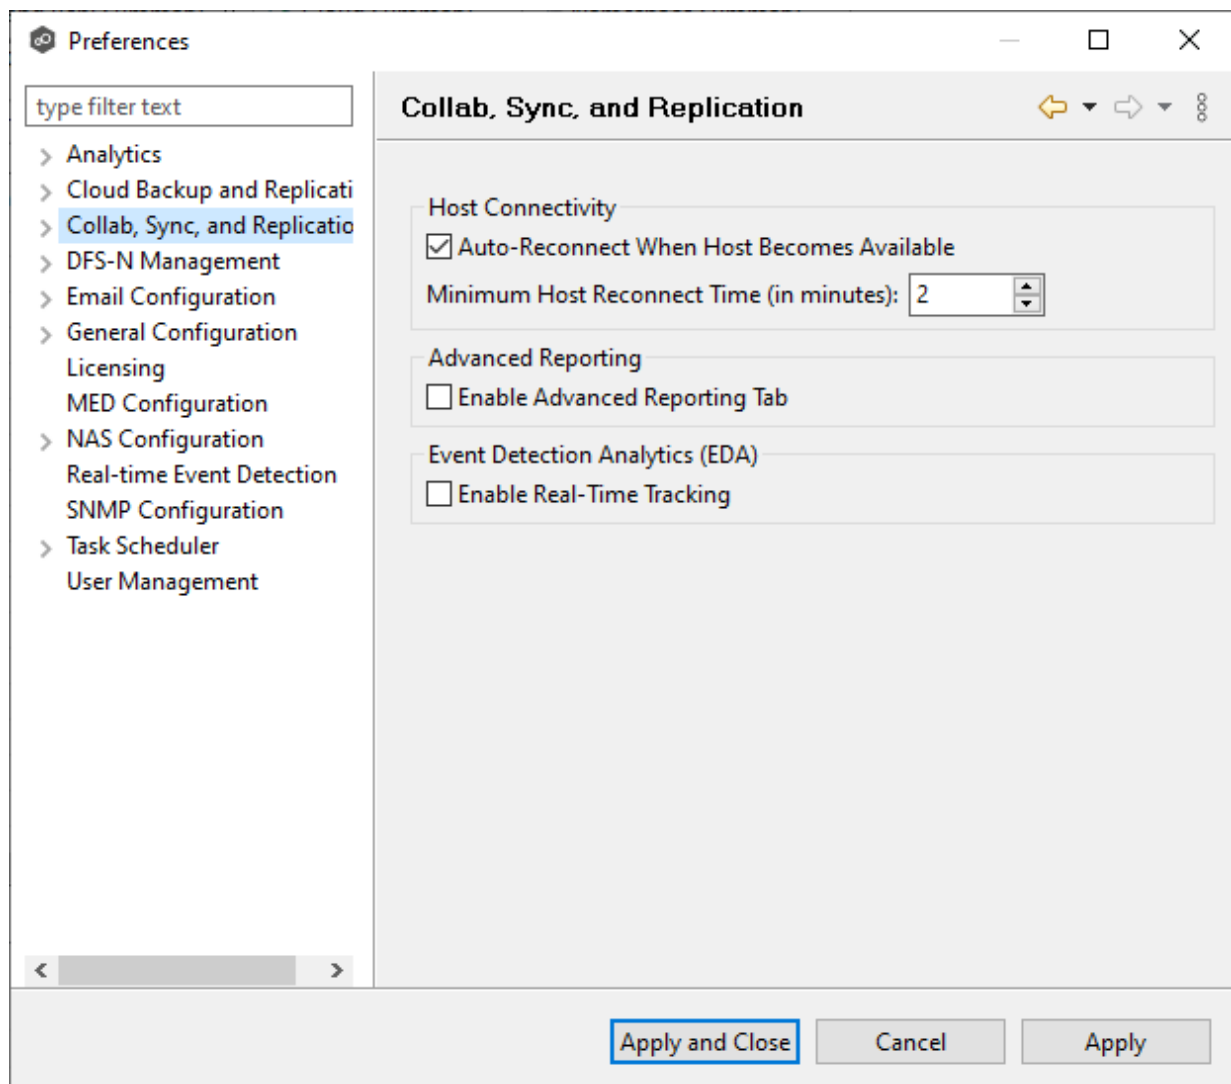 Preferences
type filter text
Analytics
Cloud Backup and Replicati
Collab, Sync, and Replicatio
DFS-N Management
Email Configuration
General Configuration
Licensing
MED Configuration
NAS Configuration
Real-time Event Detection
SNMP Configuration
Task Scheduler
User Management
Collab, Sync, and Replication
Host Connectivity
Auto-Reconnect When Host Becomes Available
Minimum Host Reconnect Time (in minutes): 2
Advanced Reporting
Enable Advanced Reporting Tab
Event Detection Analytics (EDA)
Enable Real-Time Tracking
Apply and Close Cancel Apply